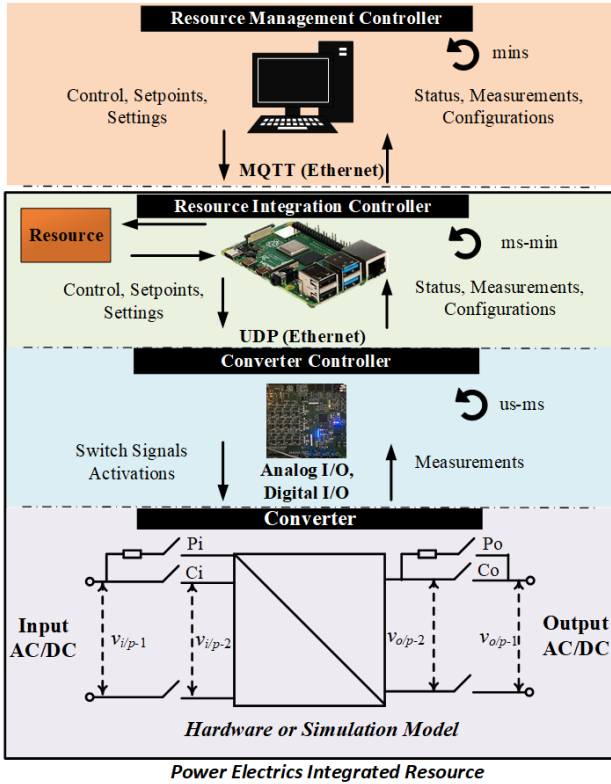 Resource Management Controller
mins
Control, Setpoints,
Settings
Status, Measurements,
Configurations
MQTT (Ethernet)
Resource Integration Controller
Resource
ms-min
Control, Setpoints,
Settings
Status, Measurements,
Configurations
UDP (Ethernet)
Converter Controller
us-ms
Switch Signals
Activations
Analog I/O,
Digital I/O
Measurements
Converter
Pi
Po
Ci
Co
Input
AC/DC
vi/p-1
vi/p-2
vo/p-2
vo/p-1
Output
AC/DC
Hardware or Simulation Model
Power Electrics Integrated Resource